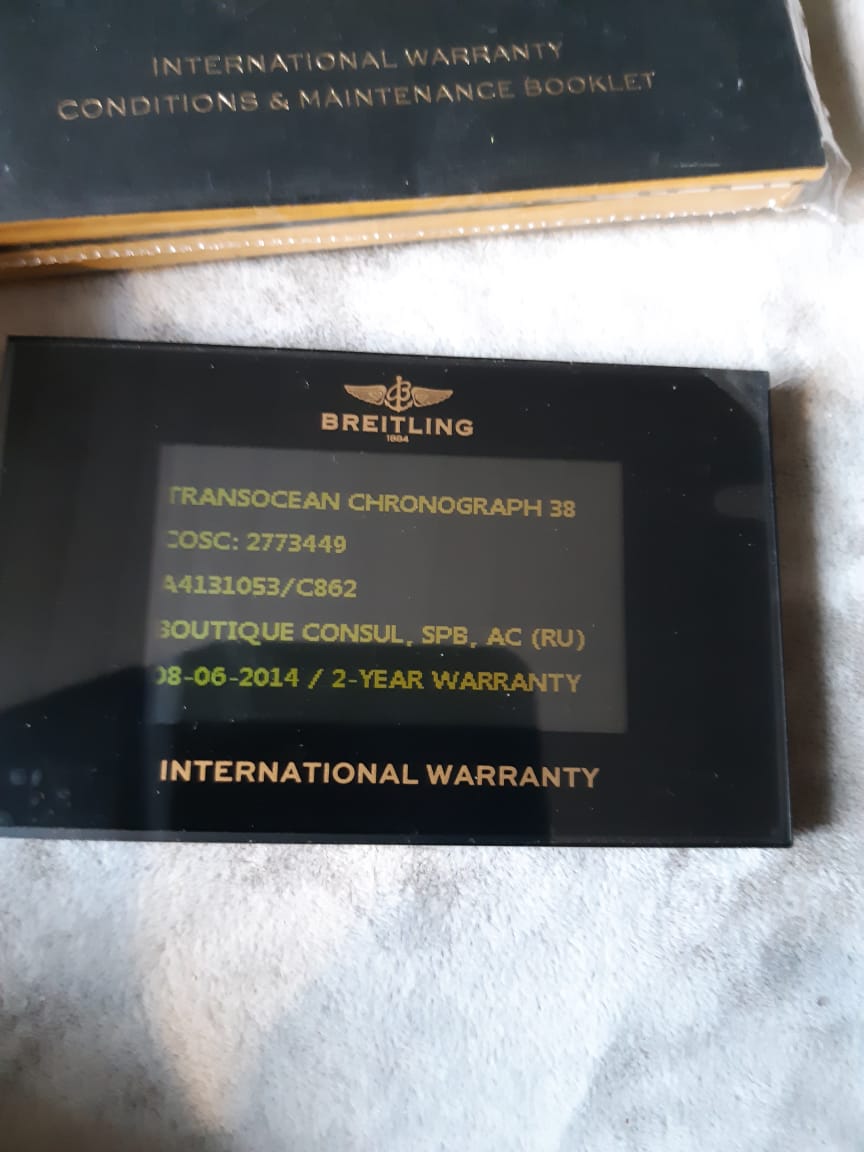 INTERNATIONAL WARRANTY
CONDITIONS & MAINTENANCE BOOKLET
BREITLING
1884
TRANSOCEAN CHRONOGRAPH 38
COSC: 2773449
A4131053/C862
BOUTIQUE CONSUL, SPB, AC (RU)
08-06-2014 / 2-YEAR WARRANTY
INTERNATIONAL WARRANTY